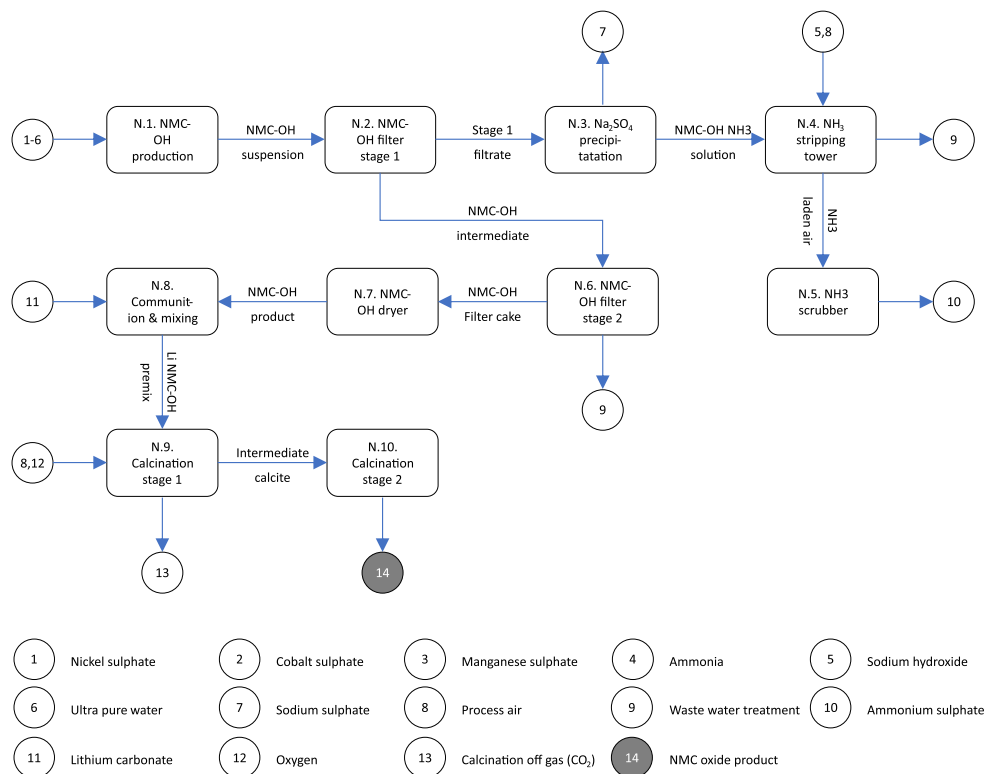 7
5,8
1-6
N.1. NMC-
OH
production
NMC-OH
suspension
N.2. NMC-
OH filter
stage 1
Stage 1
filtrate
N.3. Na₂SO₄
precipi-
tatation
NMC-OH NH3
solution
N.4. NH₃
stripping
tower
9
NMC-OH
intermediate
NH3
laden air
11
N.8.
Communit-
ion & mixing
NMC-OH
product
N.7. NMC-
OH dryer
NMC-OH
Filter cake
N.6. NMC-
OH filter
stage 2
N.5. NH3
scrubber
10
Li NMC-OH
premix
9
8,12
N.9.
Calcination
stage 1
Intermediate
calcite
N.10.
Calcination
stage 2
13
14
1 Nickel sulphate
2 Cobalt sulphate
3 Manganese sulphate
4 Ammonia
5 Sodium hydroxide
6 Ultra pure water
7 Sodium sulphate
8 Process air
9 Waste water treatment
10 Ammonium sulphate
11 Lithium carbonate
12 Oxygen
13 Calcination off gas (CO₂)
14 NMC oxide product